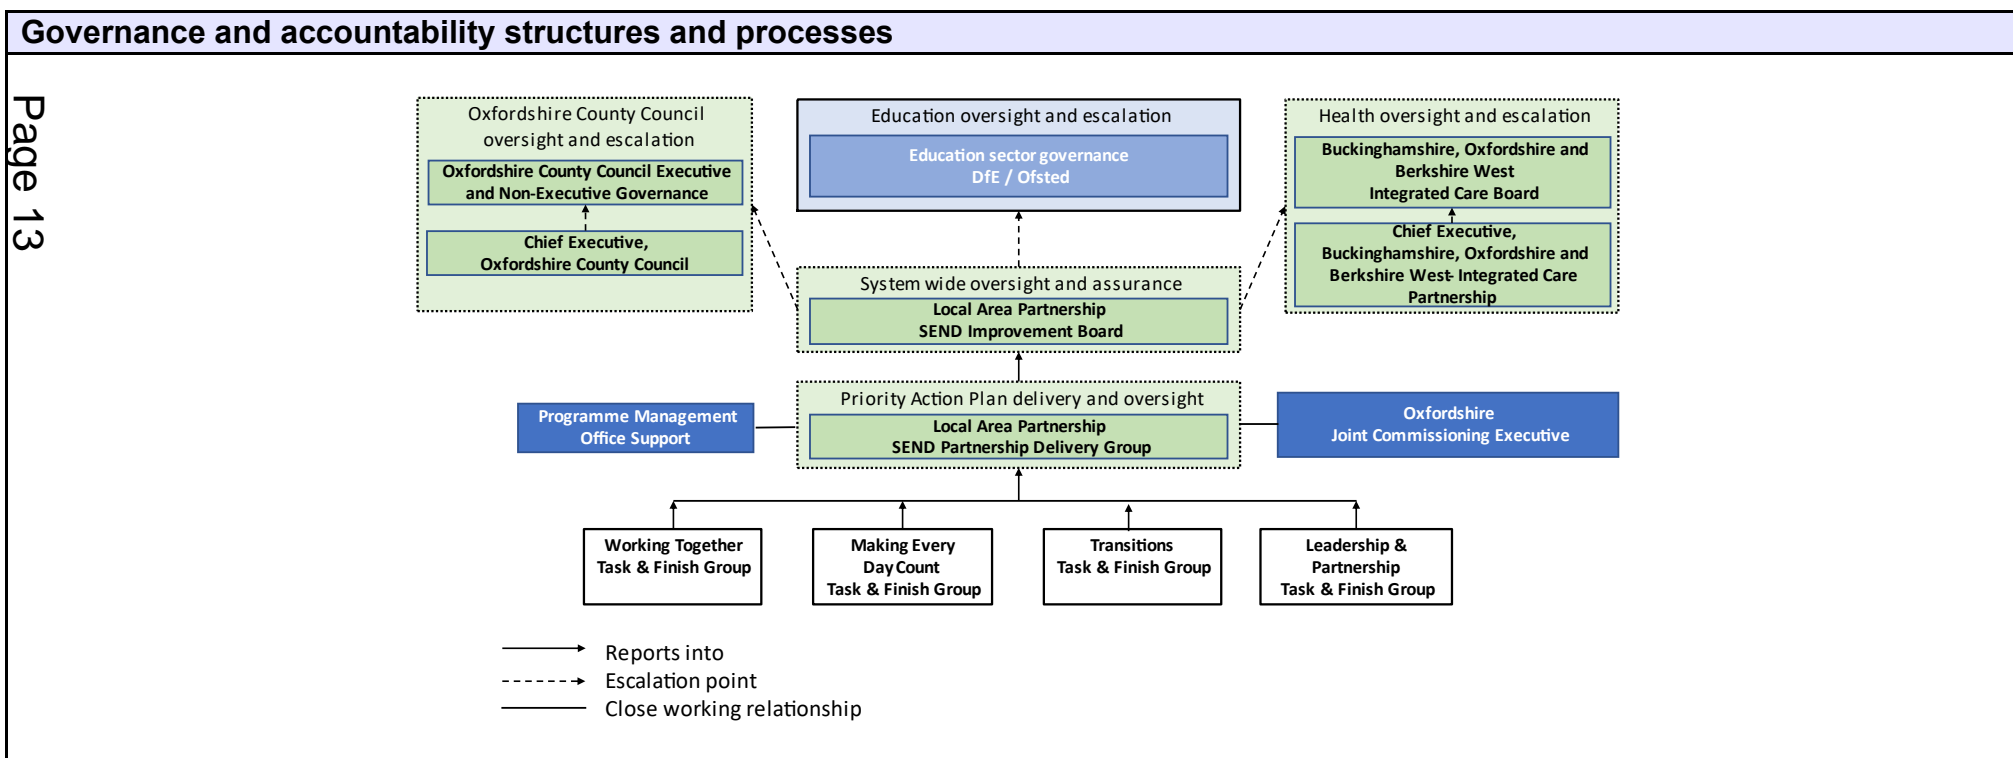 Governance and accountability structures and processes
Page 13
Oxfordshire County Council
oversight and escalation
Oxfordshire County Council Executive
and Non-Executive Governance
Chief Executive,
Oxfordshire County Council
Education oversight and escalation
Education sector governance
DfE / Ofsted
Health oversight and escalation
Buckinghamshire, Oxfordshire and
Berkshire West
Integrated Care Board
Chief Executive,
Buckinghamshire, Oxfordshire and
Berkshire West- Integrated Care
Partnership
System wide oversight and assurance
Local Area Partnership
SEND Improvement Board
Programme Management
Office Support
Priority Action Plan delivery and oversight
Local Area Partnership
SEND Partnership Delivery Group
Oxfordshire
Joint Commissioning Executive
Working Together
Task & Finish Group
Making Every
Day Count
Task & Finish Group
Transitions
Task & Finish Group
Leadership &
Partnership
Task & Finish Group
Reports into
Escalation point
Close working relationship